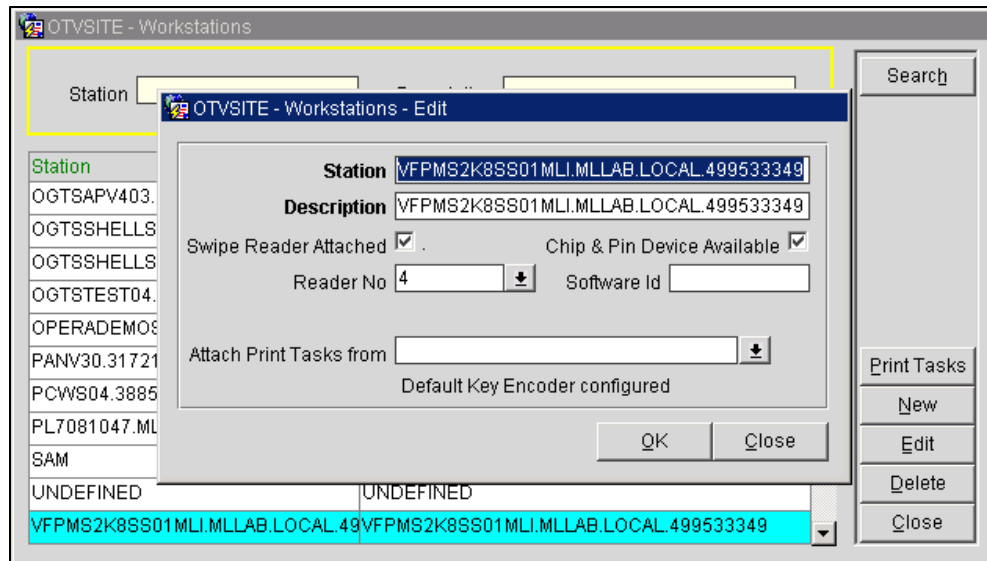 OTVSITE - Workstations
Station
Search
OTVSITE - Workstations - Edit
Station VFPMS2K8SS01MLI.MLLAB.LOCAL.499533349
Description VFPMS2K8SS01MLI.MLLAB.LOCAL.499533349
Swipe Reader Attached . Chip & Pin Device Available
Reader No 4 Software Id
Attach Print Tasks from
Default Key Encoder configured
OK Close
Station
OGTSAPV403.
OGTSSHELLS
OGTSSHELLS
OGTSTEST04.
OPERADEMOS
PANV30.31721
PCWS04.3885
PL7081047.ML
SAM
UNDEFINED UNDEFINED
VFPMS2K8SS01MLI.MLLAB.LOCAL.49 VFPMS2K8SS01MLI.MLLAB.LOCAL.499533349
Print Tasks
New
Edit
Delete
Close